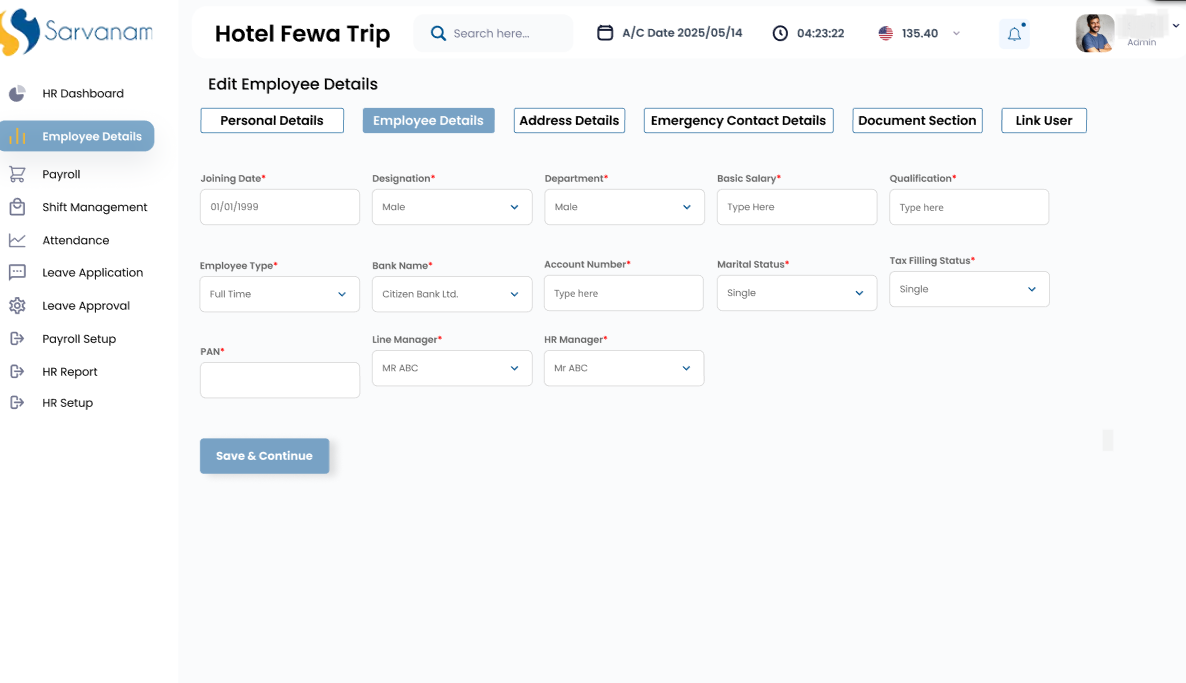 Sarvanam
Hotel Fewa Trip
Search here...
A/C Date 2025/05/14
04:23:22
135.40
Admin
HR Dashboard
Employee Details
Payroll
Shift Management
Attendance
Leave Application
Leave Approval
Payroll Setup
HR Report
HR Setup
Edit Employee Details
Personal Details
Employee Details
Address Details
Emergency Contact Details
Document Section
Link User
Joining Date* Designation* Department* Basic Salary* Qualification*
01/01/1999 Male Male Type Here Type here
Employee Type* Bank Name* Account Number* Marital Status* Tax Filling Status*
Full Time Citizen Bank Ltd. Type here Single Single
PAN* Line Manager* HR Manager*
MR ABC Mr ABC
Save & Continue